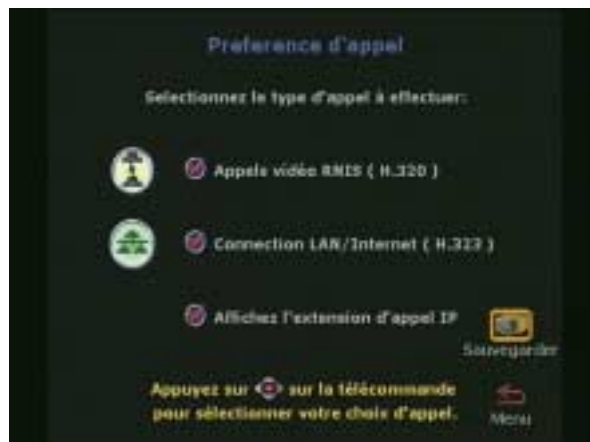 Preference d'appel
Selectionnez le type d'appel à effectuer:
Appels vidéo RNIS ( H.320 )
Connection LAN/Internet ( H.323 )
Affichez l'extension d'appel IP
Sauvegarder
Appuyez sur sur la télécommande
pour sélectionner votre choix d'appel.
Menu